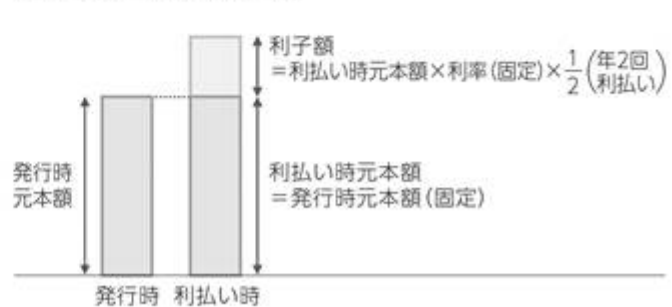 利子額
=利払い時元本額×利率(固定)×1/2(年2回利払い)
発行時
元本額
利払い時元本額
=発行時元本額(固定)
発行時 利払い時